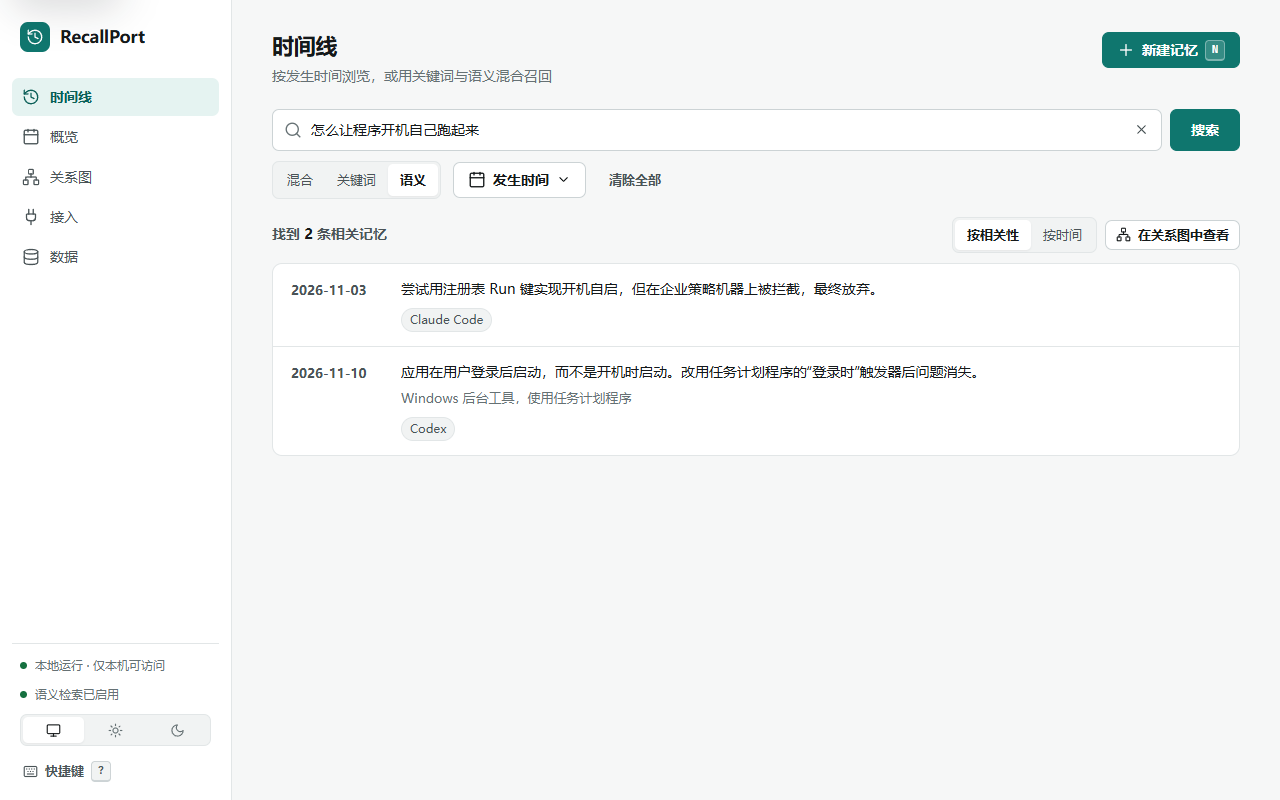 RecallPort
时间线
概览
关系图
接入
数据
本地运行 · 仅本机可访问
语义检索已启用
快捷键 ?
时间线
按发生时间浏览，或用关键词与语义混合召回
新建记忆 N
怎么让程序开机自己跑起来
搜索
混合 关键词 语义 发生时间 清除全部
找到 2 条相关记忆 按相关性 按时间 在关系图中查看
2026-11-03 尝试用注册表 Run 键实现开机自启，但在企业策略机器上被拦截，最终放弃。
Claude Code
2026-11-10 应用在用户登录后启动，而不是开机时启动。改用任务计划程序的“登录时”触发器后问题消失。
Windows 后台工具，使用任务计划程序
Codex